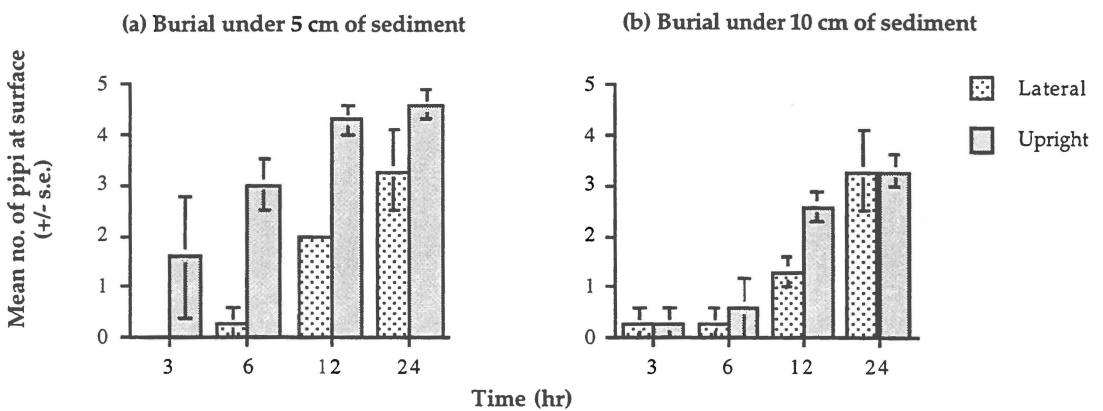 (a) Burial under 5 cm of sediment
(b) Burial under 10 cm of sediment
Mean no. of pipi at surface
(+/- s.e.)
5
4
3
2
1
0
3 6 12 24
5
4
3
2
1
0
3 6 12 24
Lateral
Upright
Time (hr)